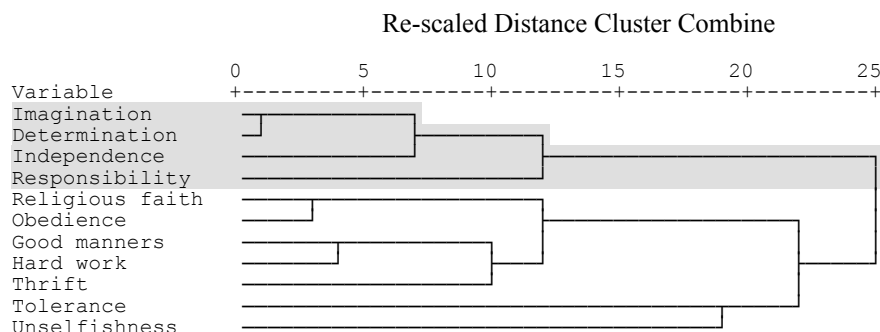 Re-scaled Distance Cluster Combine
0 5 10 15 20 25
Variable
Imagination
Determination
Independence
Responsibility
Religious faith
Obedience
Good manners
Hard work
Thrift
Tolerance
Unselfishness